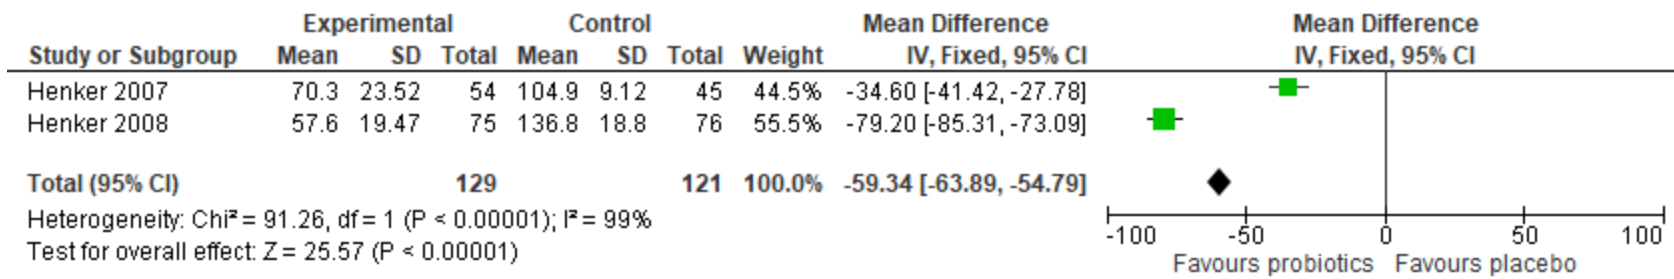 Experimental Control Mean Difference Mean Difference
Study or Subgroup Mean SD Total Mean SD Total Weight IV, Fixed, 95% CI IV, Fixed, 95% CI
Henker 2007 70.3 23.52 54 104.9 9.12 45 44.5% -34.60 [-41.42, -27.78]
Henker 2008 57.6 19.47 75 136.8 18.8 76 55.5% -79.20 [-85.31, -73.09]
Total (95% CI) 129 121 100.0% -59.34 [-63.89, -54.79]
Heterogeneity: Chi² = 91.26, df = 1 (P < 0.00001); I² = 99%
Test for overall effect: Z = 25.57 (P < 0.00001)
-100 -50 0 50 100
Favours probiotics Favours placebo